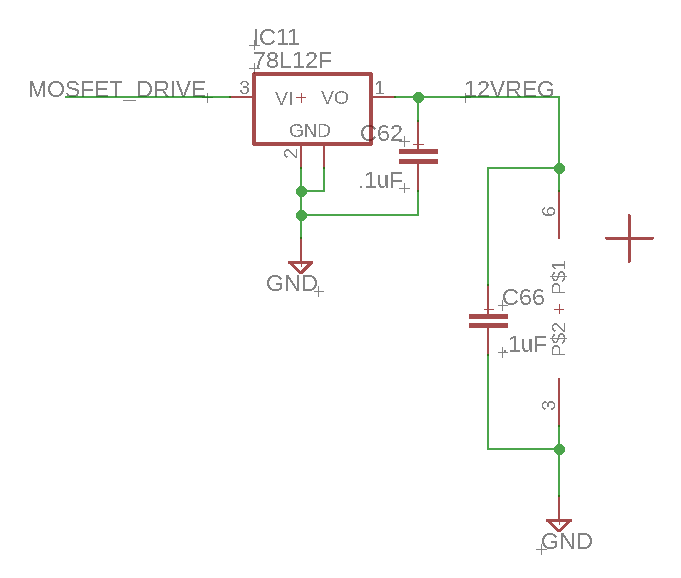 IC11
78L12F
MOSFET_DRIVE
3
VI+
VO
1
12VREG
GND
2
C62
.1uF
GND
6
P$2 + P$1
C66
.1uF
3
GND